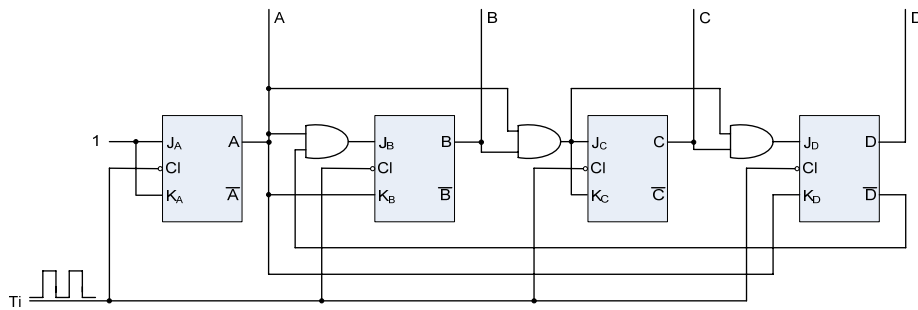 A B C D
1 J_A A J_B B J_C C J_D D
Cl Cl Cl Cl
K_A A̅ K_B B̅ K_C C̅ K_D D̅
Ti